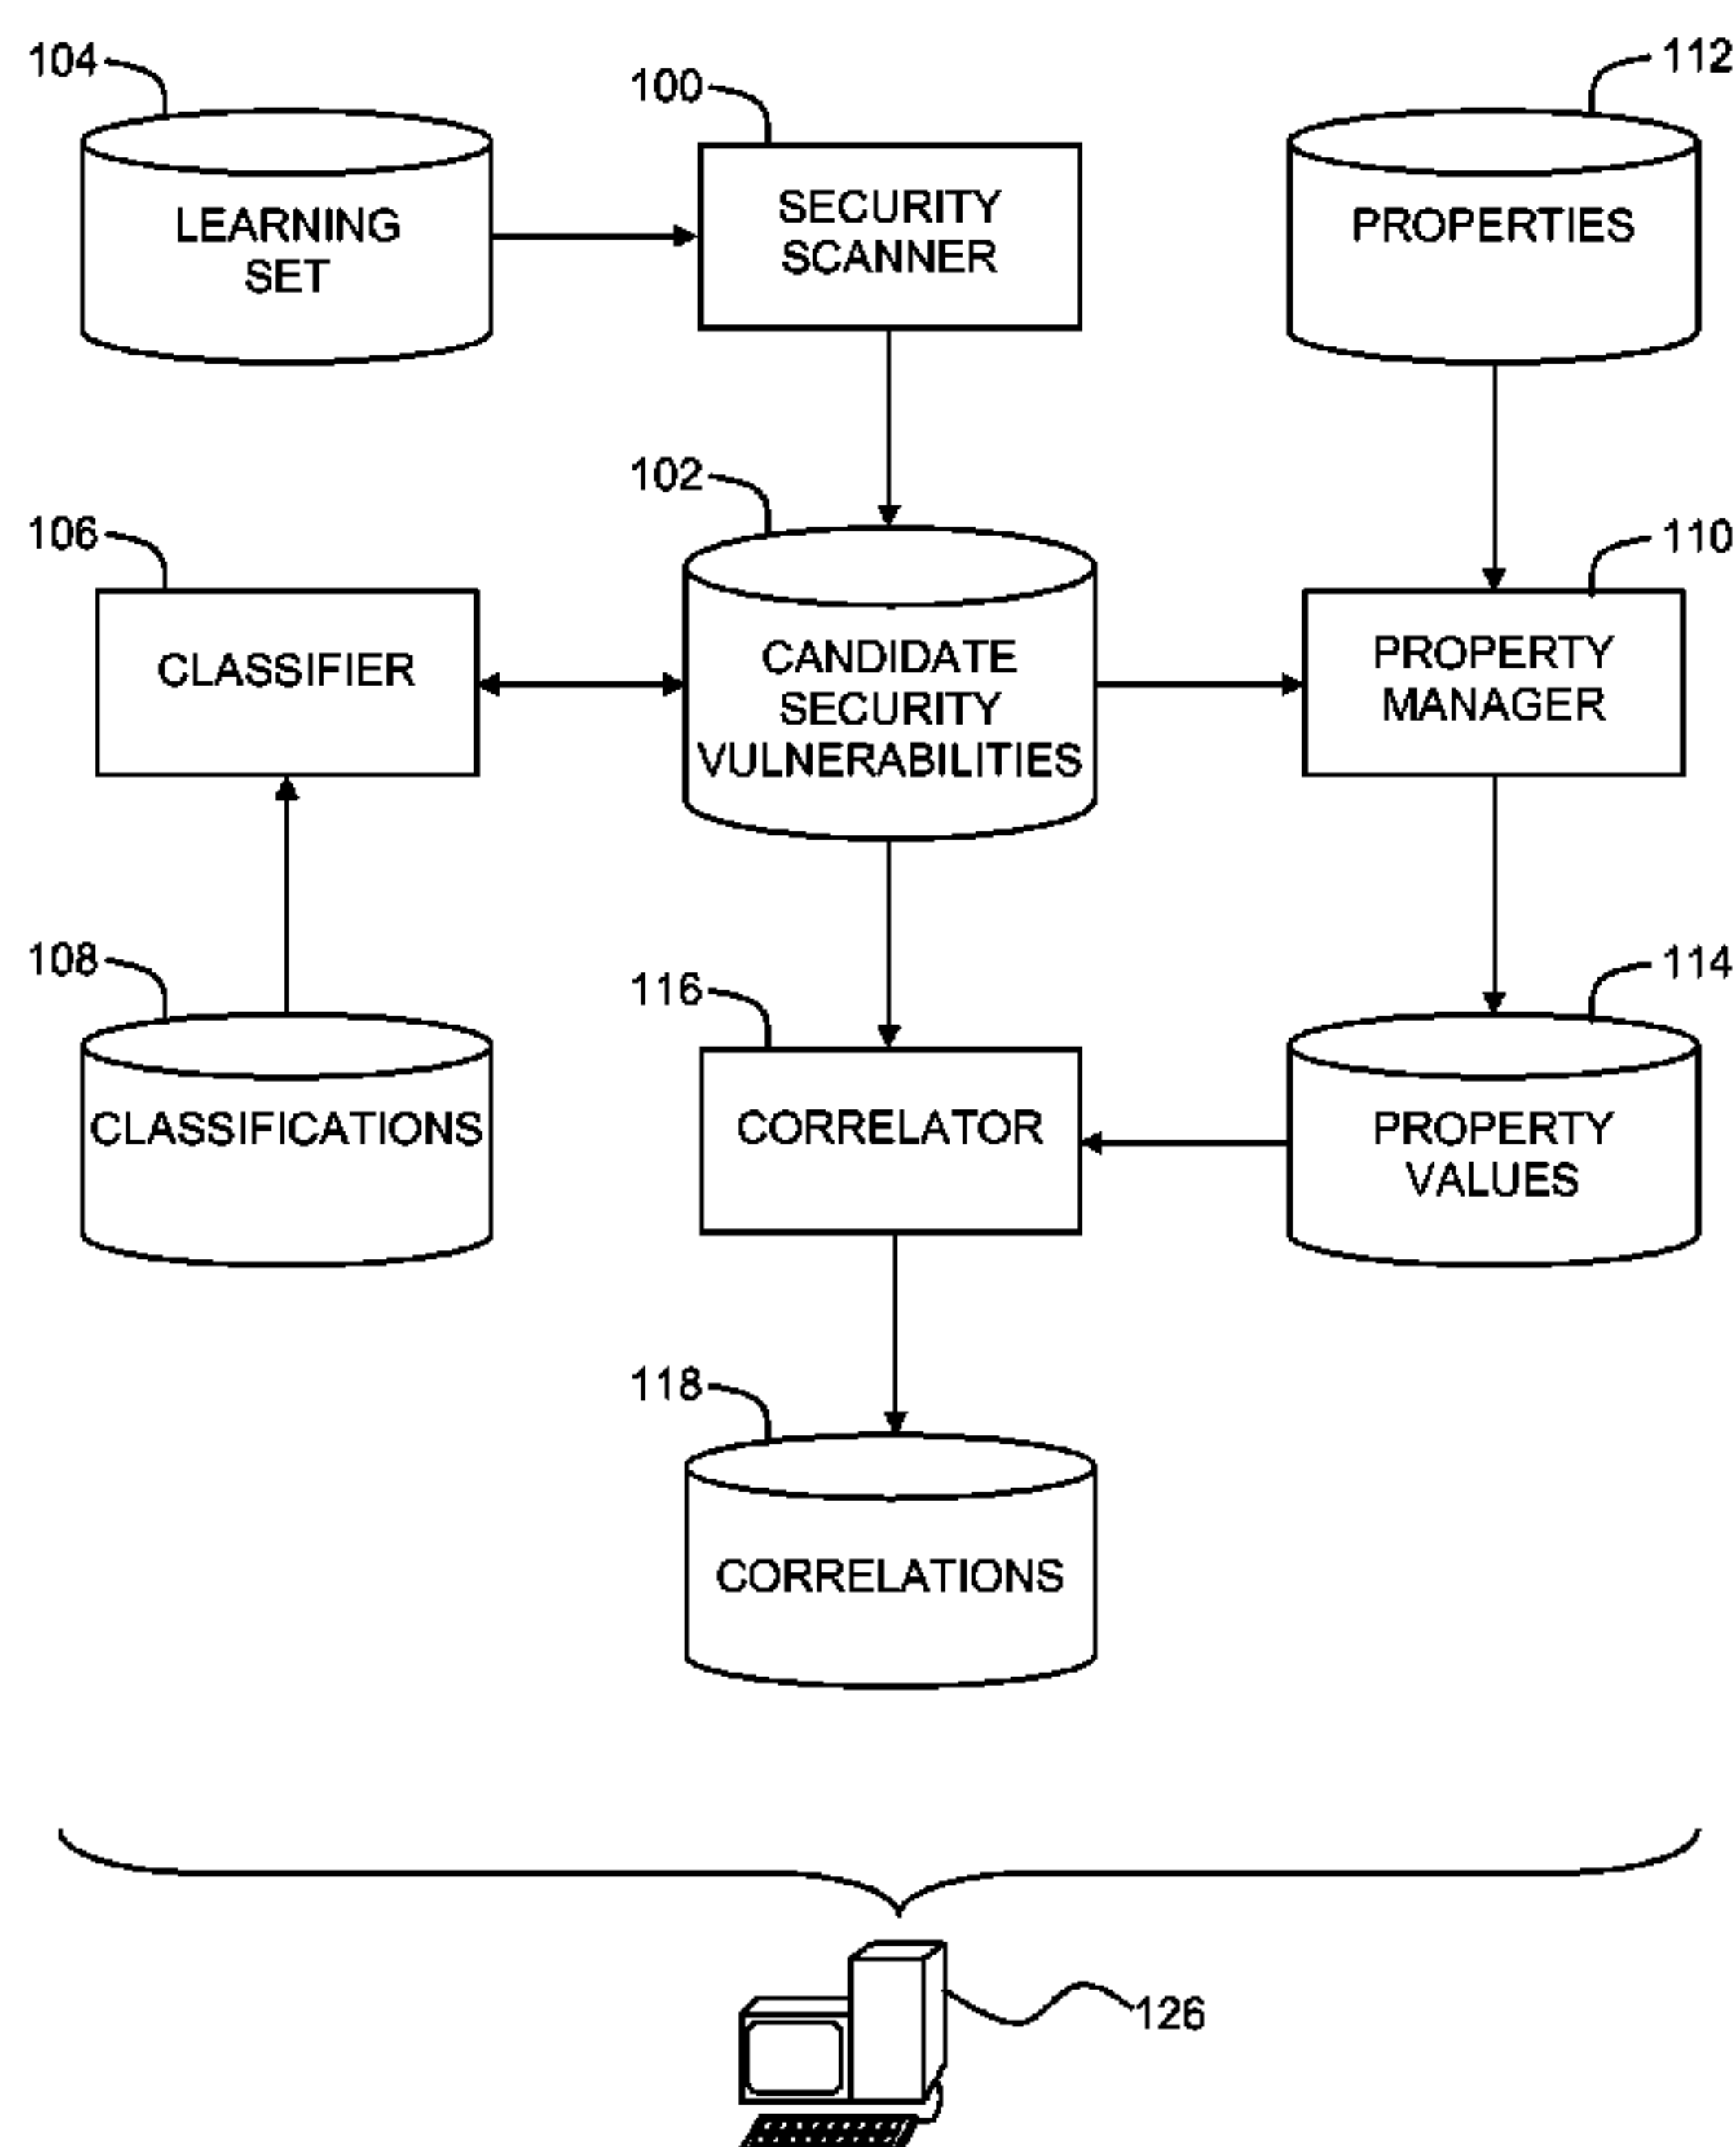 104
100
112
LEARNING
SET
SECURITY
SCANNER
PROPERTIES
102
106
110
CLASSIFIER
CANDIDATE
SECURITY
VULNERABILITIES
PROPERTY
MANAGER
108
116
114
CLASSIFICATIONS
CORRELATOR
PROPERTY
VALUES
118
CORRELATIONS
126